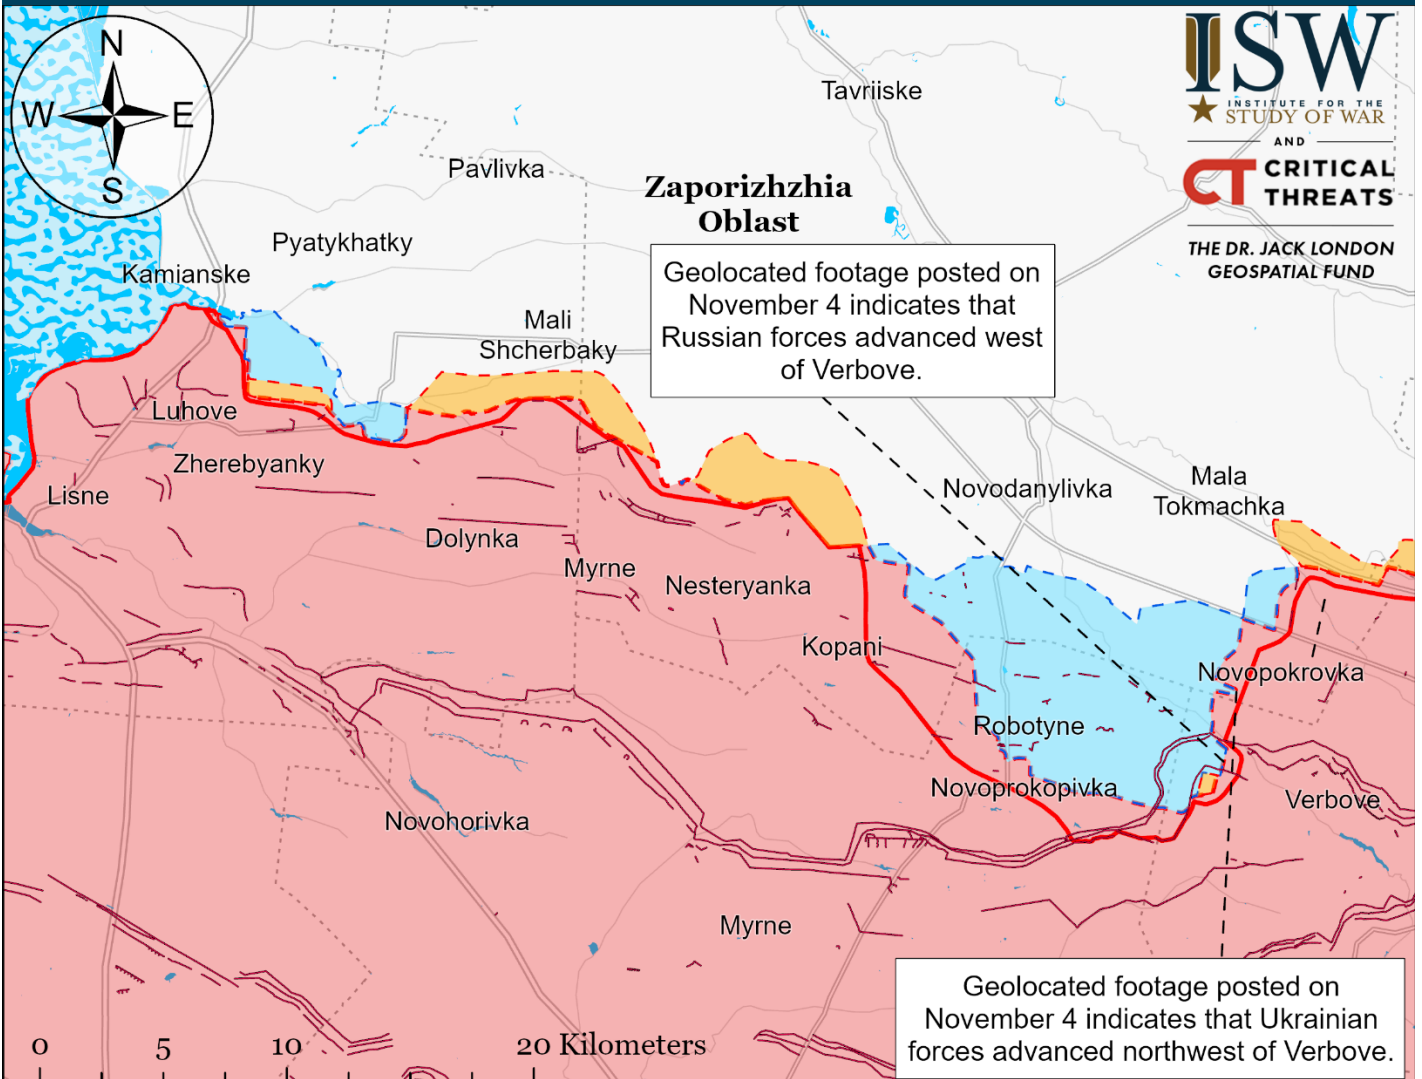 N
W
E
S
ISW
INSTITUTE FOR THE
STUDY OF WAR
AND
CT CRITICAL
THREATS
THE DR. JACK LONDON
GEOSPATIAL FUND
Tavriiske
Pavlivka
Zaporizhzhia
Oblast
Pyatykhatky
Kamianske
Geolocated footage posted on
November 4 indicates that
Russian forces advanced west
of Verbove.
Mali
Shcherbaky
Luhove
Zherebyanky
Lisne
Novodanylivka
Mala
Tokmachka
Dolynka
Myrne
Nesteryanka
Kopani
Novopokrovka
Robotyne
Novoprokopivka
Verbove
Novohorivka
Myrne
Geolocated footage posted on
November 4 indicates that Ukrainian
forces advanced northwest of Verbove.
0 5 10 20 Kilometers